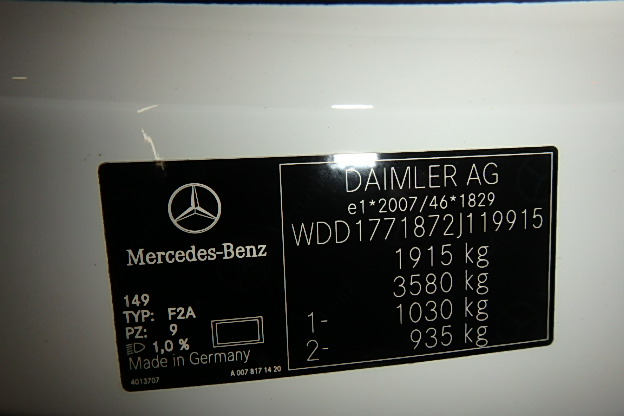 Mercedes-Benz
149
TYP: F2A
PZ: 9
1,0 %
Made in Germany
4013707
A 007 817 14 20
DAIMLER AG
e1*2007/46*1829
WDD1771872J119915
1915 kg
3580 kg
1- 1030 kg
2- 935 kg